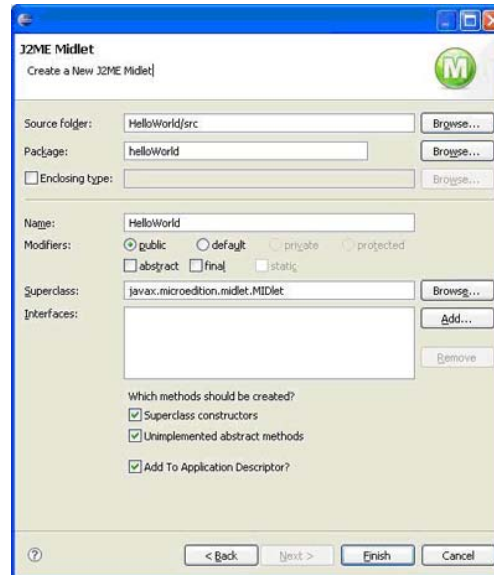 J2ME Midlet
Create a New J2ME Midlet
M
Source folder: HelloWorld/src Browse...
Package: helloWorld Browse...
Enclosing type: Browse...
Name: HelloWorld
Modifiers: public default private protected
abstract final static
Superclass: javax.microedition.midlet.MIDlet Browse...
Interfaces: Add...
Remove
Which methods should be created?
Superclass constructors
Unimplemented abstract methods
Add To Application Descriptor?
? < Back Next > Finish Cancel